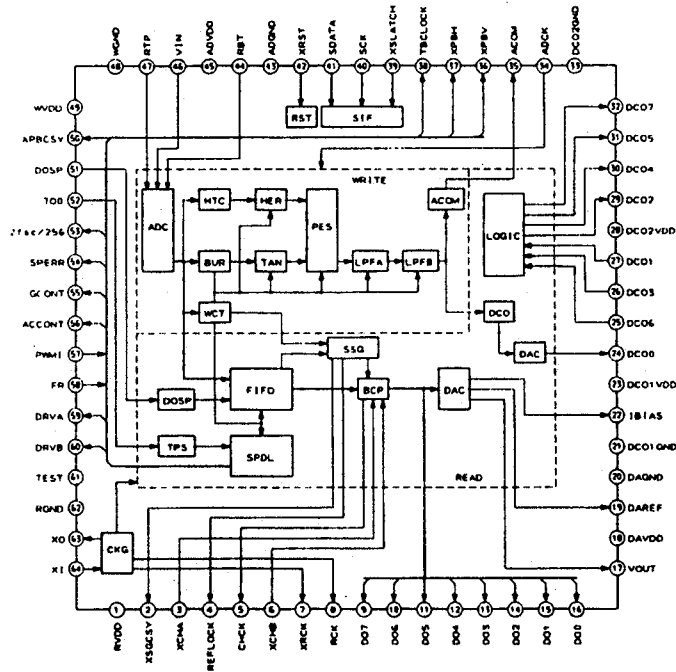 WGND
RTP
VIN
ADVDD
RBT
ADGND
XRST
SDATA
SCK
XSLATCH
TBCLOCK
XPBH
XPBV
ACOM
ADCK
DCO2GND
48 47 46 45 44 43 42 41 40 39 38 37 36 35 34 33
WVDD 49
APBCSV 50
DOSP 51
TOB 52
2fsc/256 53
SPERR 54
GCONT 55
ACCONT 56
PWMI 57
FR 58
DRVA 59
DRVB 60
TEST 61
RGND 62
XO 63
XI 64
RST
SIF
WRITE
ADC
HTC
HER
PES
ACOM
LOGIC
BUR
TAN
LPFA
LPFB
WCT
DCO
SSG
DAC
FIFO
BCP
DAC
DOSP
TPS
SPDL
READ
CKG
32 DCO7
31 DCO5
30 DCO4
29 DCO2
28 DCO2VDD
27 DCO1
26 DCO3
25 DCO6
24 DCO0
23 DCO1VDD
22 IBIAS
21 DCO1GND
20 DAGND
19 DAREF
18 DAVDD
17 VOUT
1 2 3 4 5 6 7 8 9 10 11 12 13 14 15 16
RVDD
XSGCSY
XCHA
REFLOCK
CHCK
XCHB
XRCK
RCK
DO7
DO6
DO5
DO4
DO3
DO2
DO1
DO0